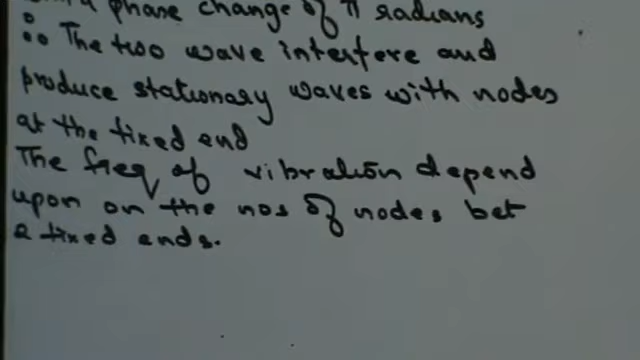 a phase change of π radians
∴ The two wave interfere and
produce stationary waves with nodes
at the fixed end
The freq of vibration depend
upon on the nos of nodes bet
2 fixed ends.